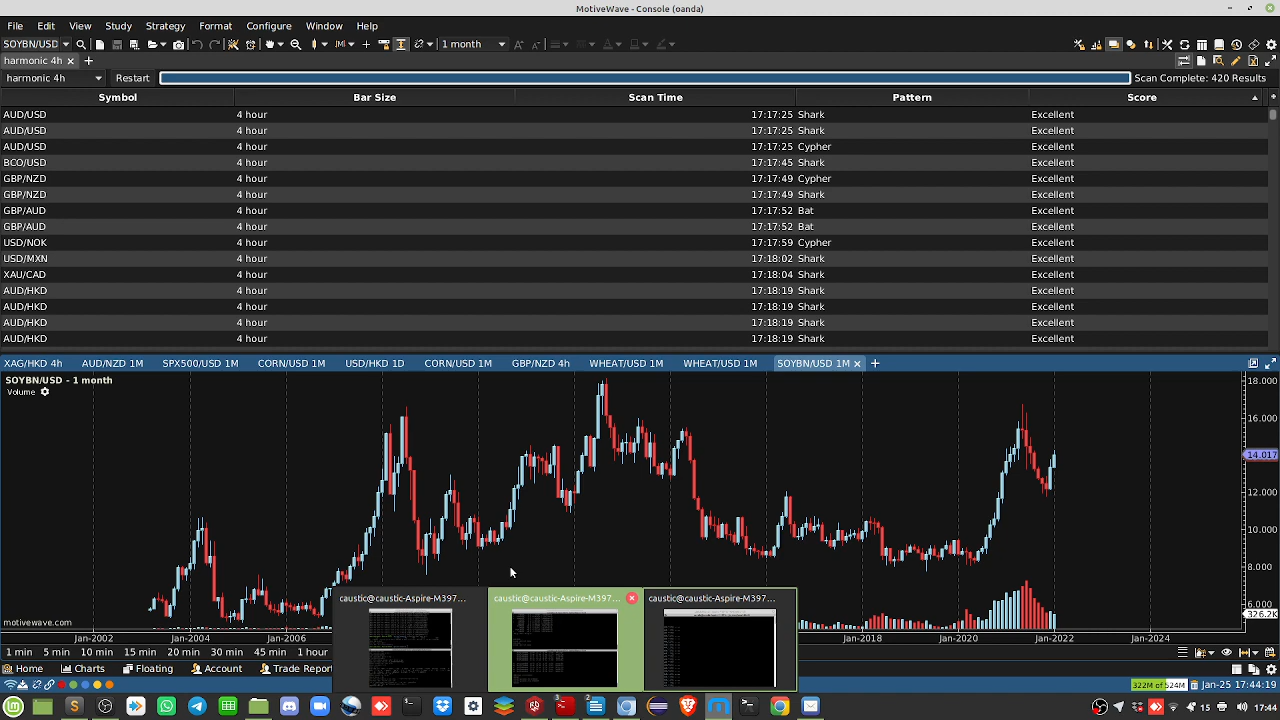 MotiveWave - Console (oanda)
File Edit View Study Strategy Format Configure Window Help
SOYBN/USD 1 month
harmonic 4h
harmonic 4h Restart Scan Complete: 420 Results
Symbol Bar Size Scan Time Pattern Score
AUD/USD 4 hour 17:17:25 Shark Excellent
AUD/USD 4 hour 17:17:25 Shark Excellent
AUD/USD 4 hour 17:17:25 Cypher Excellent
BCO/USD 4 hour 17:17:45 Shark Excellent
GBP/NZD 4 hour 17:17:49 Cypher Excellent
GBP/NZD 4 hour 17:17:49 Shark Excellent
GBP/AUD 4 hour 17:17:52 Bat Excellent
GBP/AUD 4 hour 17:17:52 Bat Excellent
USD/NOK 4 hour 17:17:59 Cypher Excellent
USD/MXN 4 hour 17:18:02 Shark Excellent
XAU/CAD 4 hour 17:18:04 Shark Excellent
AUD/HKD 4 hour 17:18:19 Shark Excellent
AUD/HKD 4 hour 17:18:19 Shark Excellent
AUD/HKD 4 hour 17:18:19 Shark Excellent
AUD/HKD 4 hour 17:18:19 Shark Excellent
XAG/HKD 4h AUD/NZD 1M SPX500/USD 1M CORN/USD 1M USD/HKD 1D CORN/USD 1M GBP/NZD 4h WHEAT/USD 1M WHEAT/USD 1M SOYBN/USD 1M
SOYBN/USD - 1 month
Volume
18.000
16.000
14.017
12.000
10.000
8.000
caustic@caustic-Aspire-M397... caustic@caustic-Aspire-M397... caustic@caustic-Aspire-M397...
Jan-2002 Jan-2004 Jan-2006 Jan-2018 Jan-2020 Jan-2022 Jan-2024
1 min 5 min 10 min 15 min 20 min 30 min 1 hour
Home Charts Floating Account
17:44